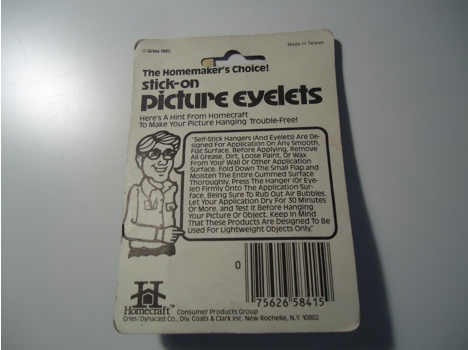 © Gries 1982
Made in Taiwan
The Homemaker's Choice!
stick-on
picture eyelets
Here's A Hint From Homecraft
To Make Your Picture Hanging Trouble-Free!
"Self-Stick Hangers (And Eyelets) Are De-
signed For Application On Any Smooth,
Flat Surface. Before Applying, Remove
All Grease, Dirt, Loose Paint, Or Wax
From Your Wall Or Other Application
Surface. Fold Down The Small Flap and
Moisten The Entire Gummed Surface
Thoroughly. Press The Hanger (Or Eye-
let) Firmly Onto The Application Sur-
face, Being Sure To Rub Out Air Bubbles.
Let Your Application Dry For 30 Minutes
Or More, and Test It Before Hanging
Your Picture Or Object. Keep In Mind
That These Products Are Designed To Be
Used For Lightweight Objects Only."
0
75626 58415
Homecraft™ Consumer Products Group
Gries/Dynacast Co., Div. Coats & Clark Inc. New Rochelle, N.Y. 10802